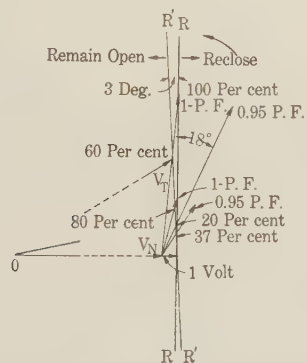 R' R
Remain Open
Reclose
3 Deg.
100 Per cent
1-P. F.
0.95 P. F.
18°
60 Per cent
V_T
1-P. F.
0.95 P. F.
80 Per cent
20 Per cent
37 Per cent
V_N
0
1 Volt
R R'